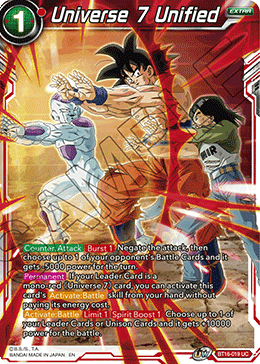 1
Universe 7 Unified
EXTRA
Counter:Attack Burst 1 Negate the attack, then
choose up to 1 of your opponent's Battle Cards and it
gets -5000 power for the turn.
Permanent If your Leader Card is a
mono-red ‹Universe 7› card, you can activate this
card's Activate:Battle skill from your hand without
paying its energy cost.
Activate:Battle Limit 1 Spirit Boost 1 Choose up to 1 of
your Leader Cards or Unison Cards and it gets +10000
power for the battle.
BANDAI MADE IN JAPAN EN
BT16-019 UC